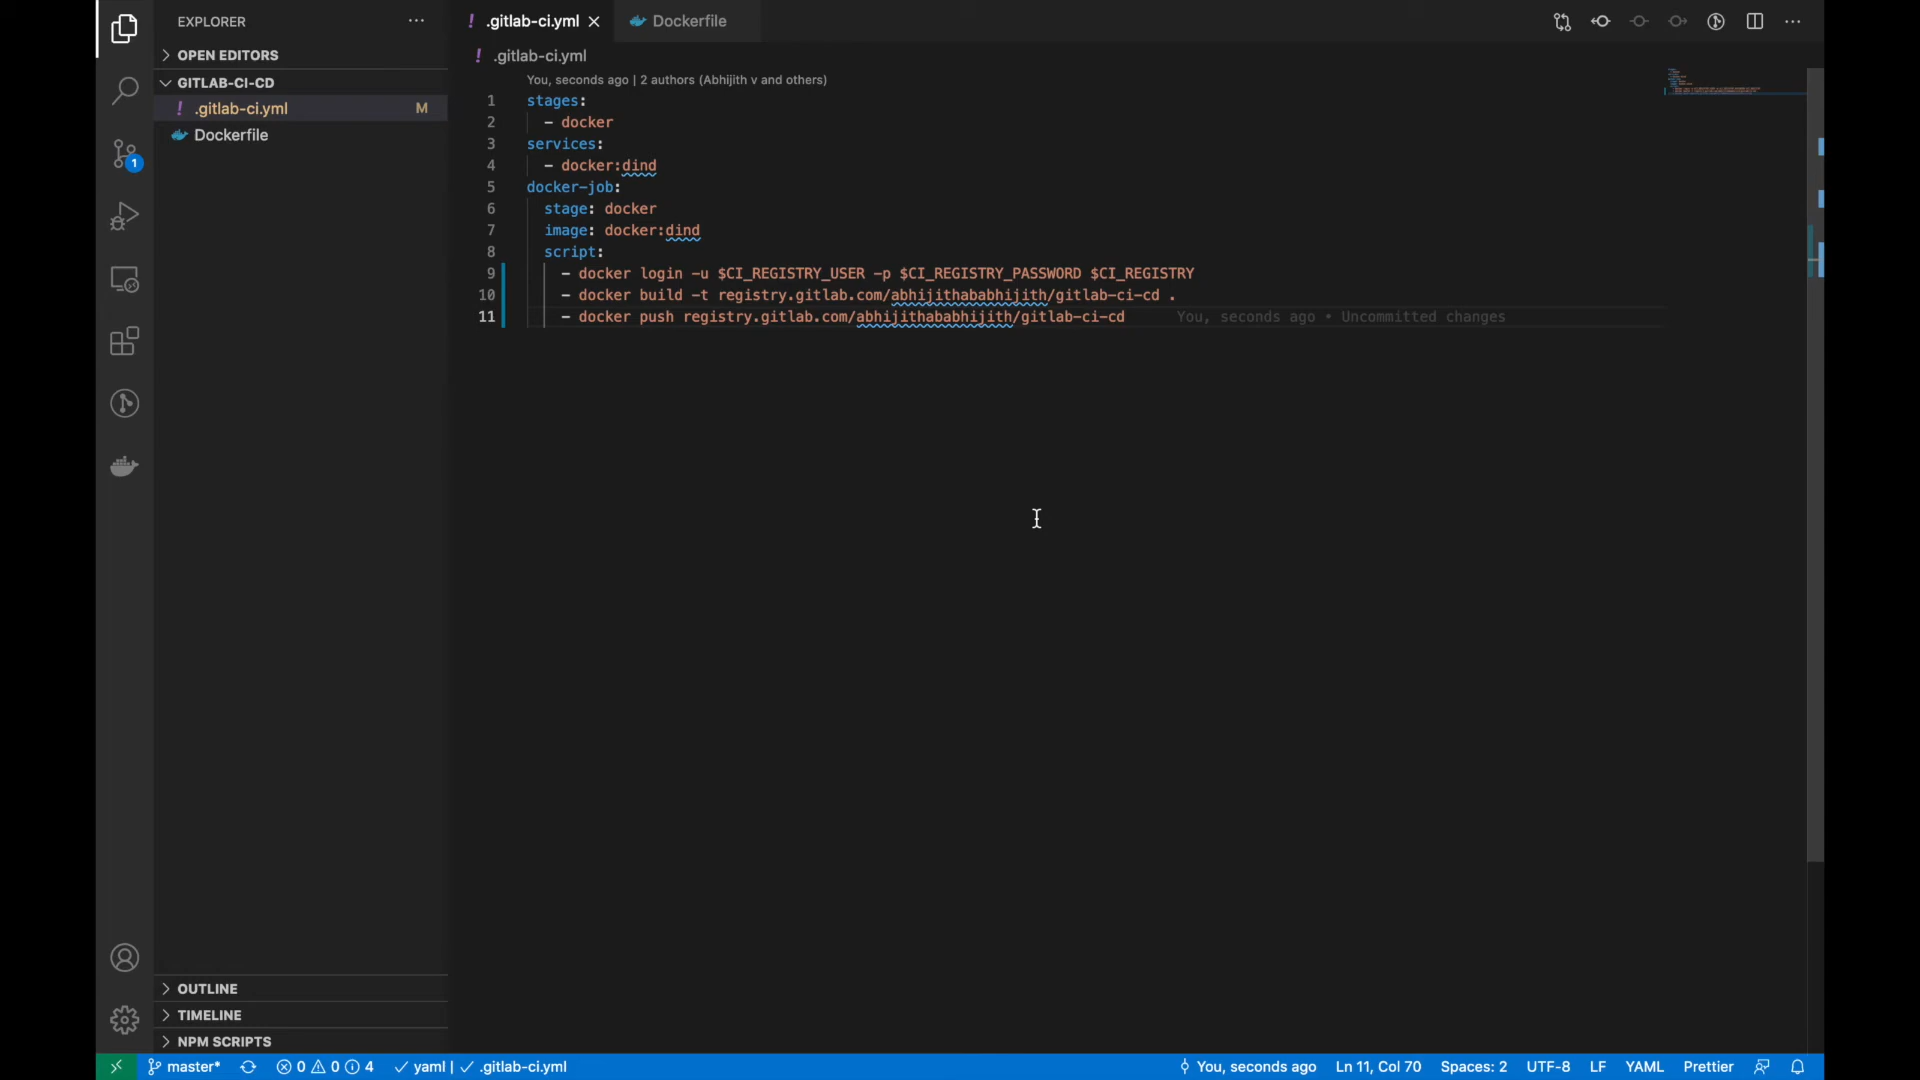 EXPLORER
OPEN EDITORS
GITLAB-CI-CD
! .gitlab-ci.yml M
Dockerfile
1
OUTLINE
TIMELINE
NPM SCRIPTS
! .gitlab-ci.yml
Dockerfile
! .gitlab-ci.yml
You, seconds ago | 2 authors (Abhijith v and others)
1 stages:
2 - docker
3 services:
4 - docker:dind
5 docker-job:
6 stage: docker
7 image: docker:dind
8 script:
9 - docker login -u $CI_REGISTRY_USER -p $CI_REGISTRY_PASSWORD $CI_REGISTRY
10 - docker build -t registry.gitlab.com/abhijithababhijith/gitlab-ci-cd .
11 - docker push registry.gitlab.com/abhijithababhijith/gitlab-ci-cd You, seconds ago • Uncommitted changes
master* 0 0 4 yaml | .gitlab-ci.yml You, seconds ago Ln 11, Col 70 Spaces: 2 UTF-8 LF YAML Prettier